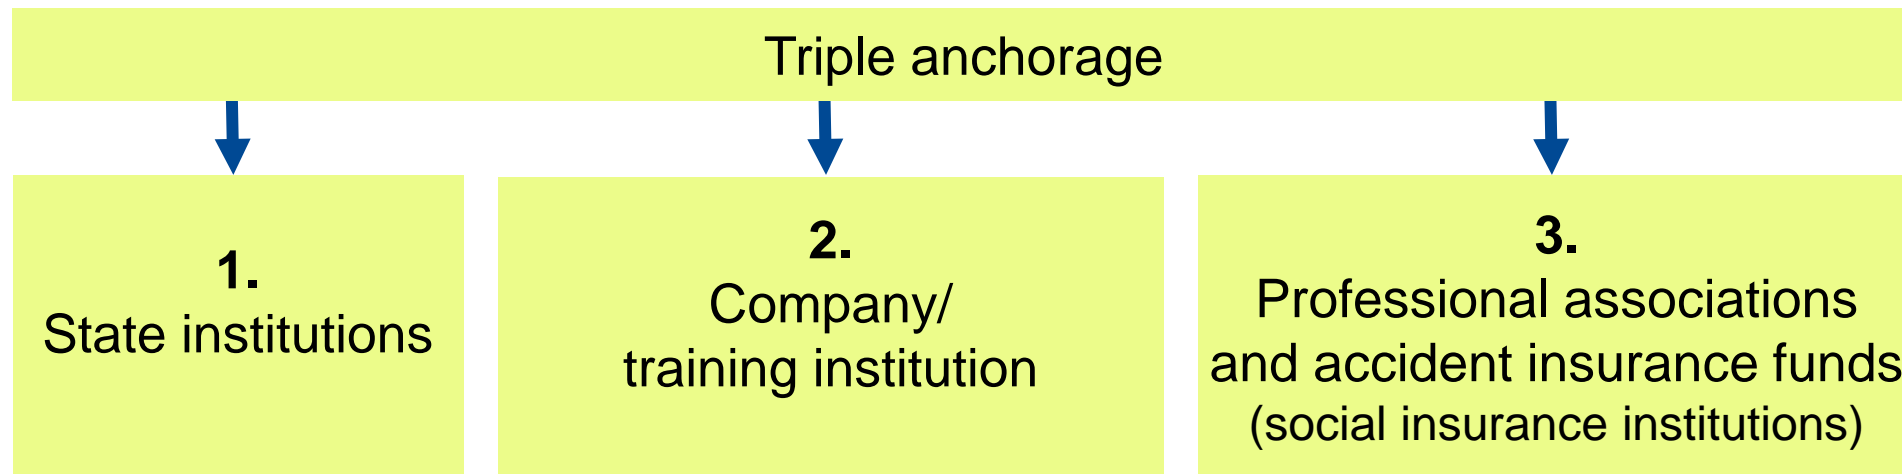 Triple anchorage
1.
State institutions
2.
Company/
training institution
3.
Professional associations
and accident insurance funds
(social insurance institutions)